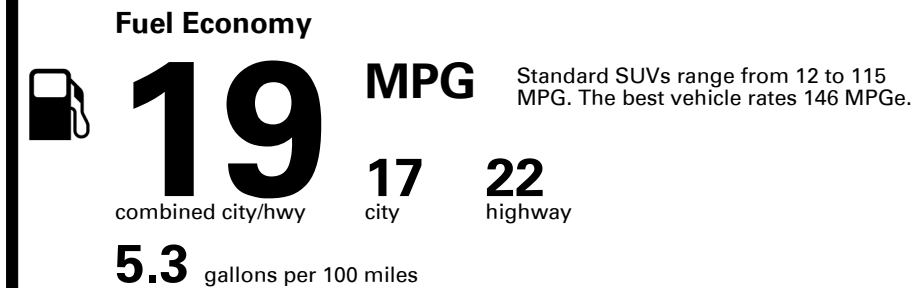 Fuel Economy
19 MPG
Standard SUVs range from 12 to 115
MPG. The best vehicle rates 146 MPGe.
combined city/hwy
17
city
22
highway
5.3 gallons per 100 miles